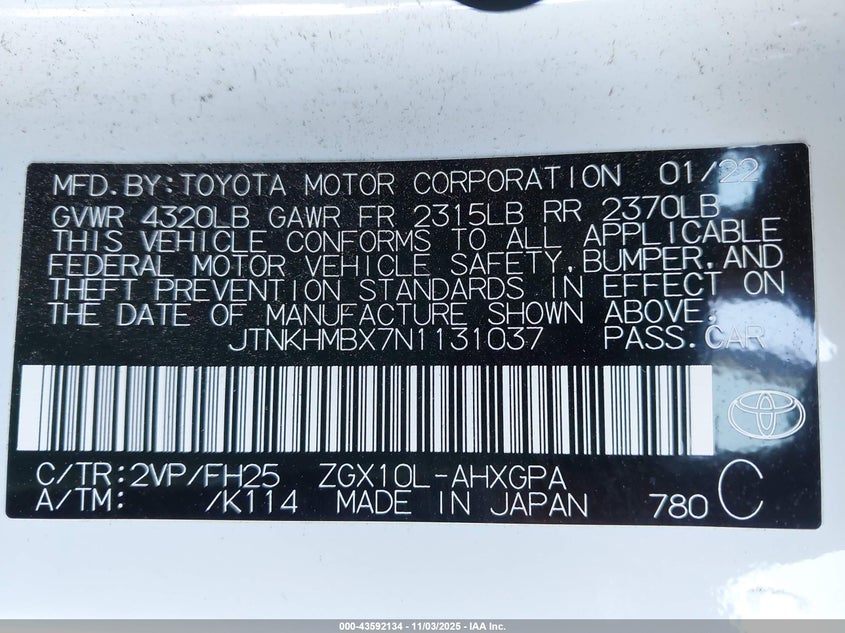 MFD.BY:TOYOTA MOTOR CORPORATION 01/22
GVWR 4320LB GAWR FR 2315LB RR 2370LB
THIS VEHICLE CONFORMS TO ALL APPLICABLE
FEDERAL MOTOR VEHICLE SAFETY,BUMPER,AND
THEFT PREVENTION STANDARDS IN EFFECT ON
THE DATE OF MANUFACTURE SHOWN ABOVE.
JTNKHMBX7N1131037 PASS.CAR
C/TR:2VP/FH25 ZGX10L-AHXGPA C
A/TM: /K114 MADE IN JAPAN 780
000-43592134 - 11/03/2025 - IAA Inc.